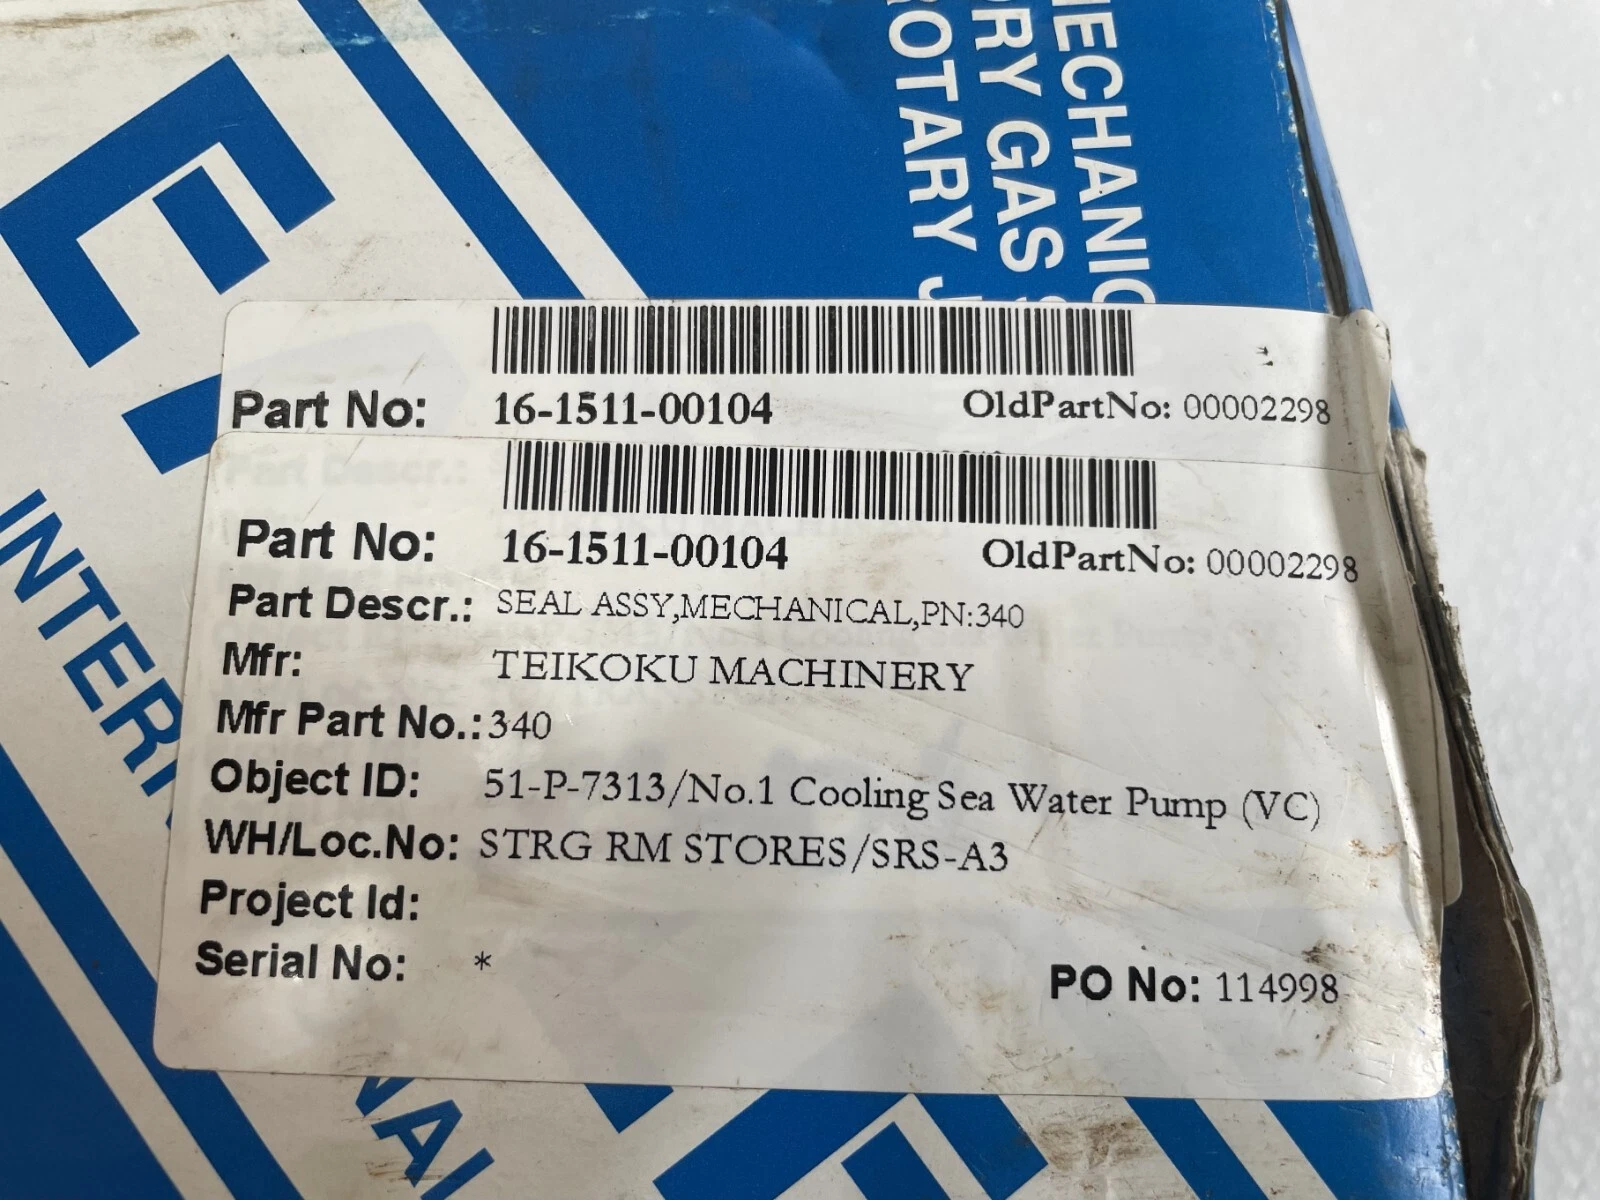 MECHANIC
RY GAS S
ROTARY J
E
INTERN
NAL
Part No: 16-1511-00104 OldPartNo: 00002298
Part No: 16-1511-00104 OldPartNo: 00002298
Part Descr.: SEAL ASSY,MECHANICAL,PN:340
Mfr: TEIKOKU MACHINERY
Mfr Part No.: 340
Object ID: 51-P-7313/No.1 Cooling Sea Water Pump (VC)
WH/Loc.No: STRG RM STORES/SRS-A3
Project Id:
Serial No: *
PO No: 114998